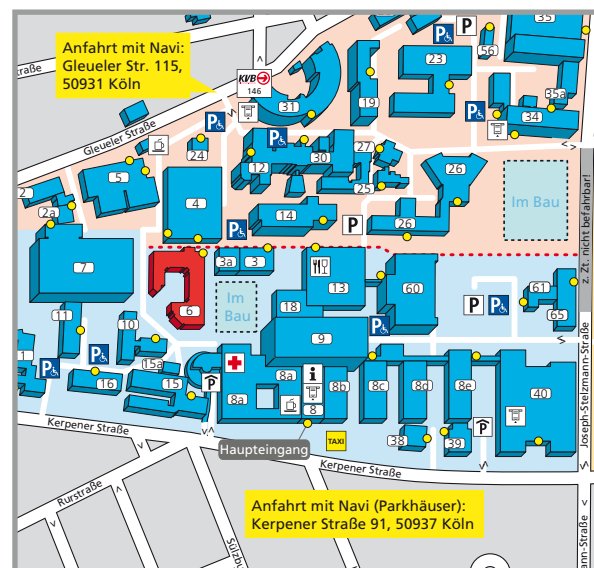 Anfahrt mit Navi:
Gleueler Str. 115,
50931 Köln
raße
Gleueler Straße
KVB
146
31
19
P
P
23
56
35
35a
34
P
P
P
24
12
30
27
25
26
26
5
4
2
2a
14
P
P
Im Bau
z. Zt. nicht befahrbar!
7
6
3a
3
Im
Bau
13
18
9
60
P
P
61
65
P
11
10
P
P
1
16
15a
15
P
8a
8a
i
8
8b
8c
8d
8e
40
38
39
P
Kerpener Straße
Haupteingang
TAXI
Kerpener Straße
Joseph-Stelzmann-Straße
Rurstraße
Sülzbu
Anfahrt mit Navi (Parkhäuser):
Kerpener Straße 91, 50937 Köln
ann-Straße